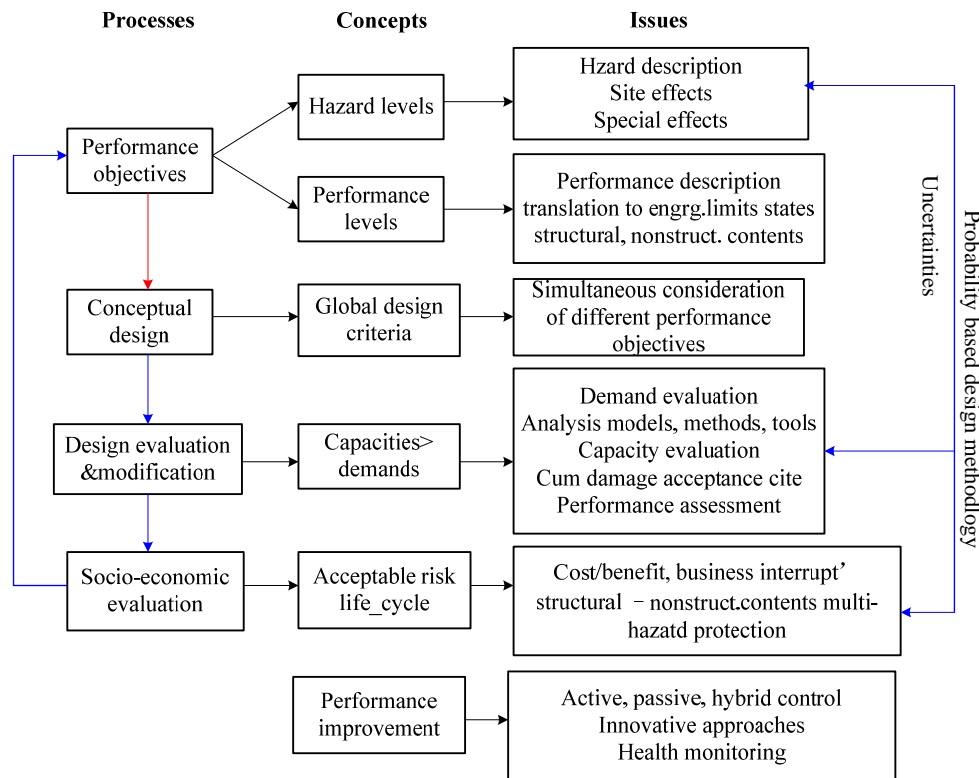 Processes
Concepts
Issues
Performance
objectives
Hazard levels
Hzard description
Site effects
Special effects
Performance
levels
Performance description
translation to engrg.limits states
structural, nonstruct. contents
Conceptual
design
Global design
criteria
Simultaneous consideration
of different performance
objectives
Design evaluation
&modification
Capacities>
demands
Demand evaluation
Analysis models, methods, tools
Capacity evaluation
Cum damage acceptance cite
Performance assessment
Socio-economic
evaluation
Acceptable risk
life_cycle
Cost/benefit, business interrupt’
structural – nonstruct.contents multi-
hazatd protection
Performance
improvement
Active, passive, hybrid control
Innovative approaches
Health monitoring
Uncertainties
Probability based design methodlogy